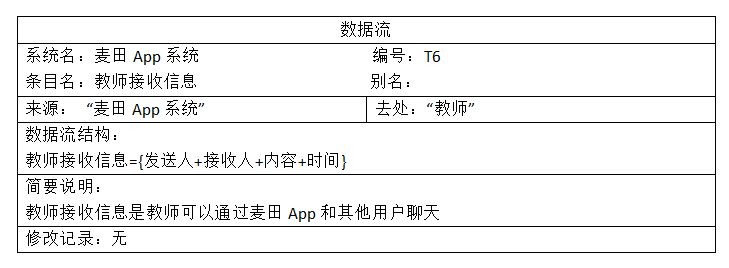 数据流
系统名：麦田 App 系统 编号：T6
条目名：教师接收信息 别名：
来源： “麦田 App 系统” 去处：“教师”
数据流结构：
教师接收信息={发送人+接收人+内容+时间}
简要说明：
教师接收信息是教师可以通过麦田 App 和其他用户聊天
修改记录：无